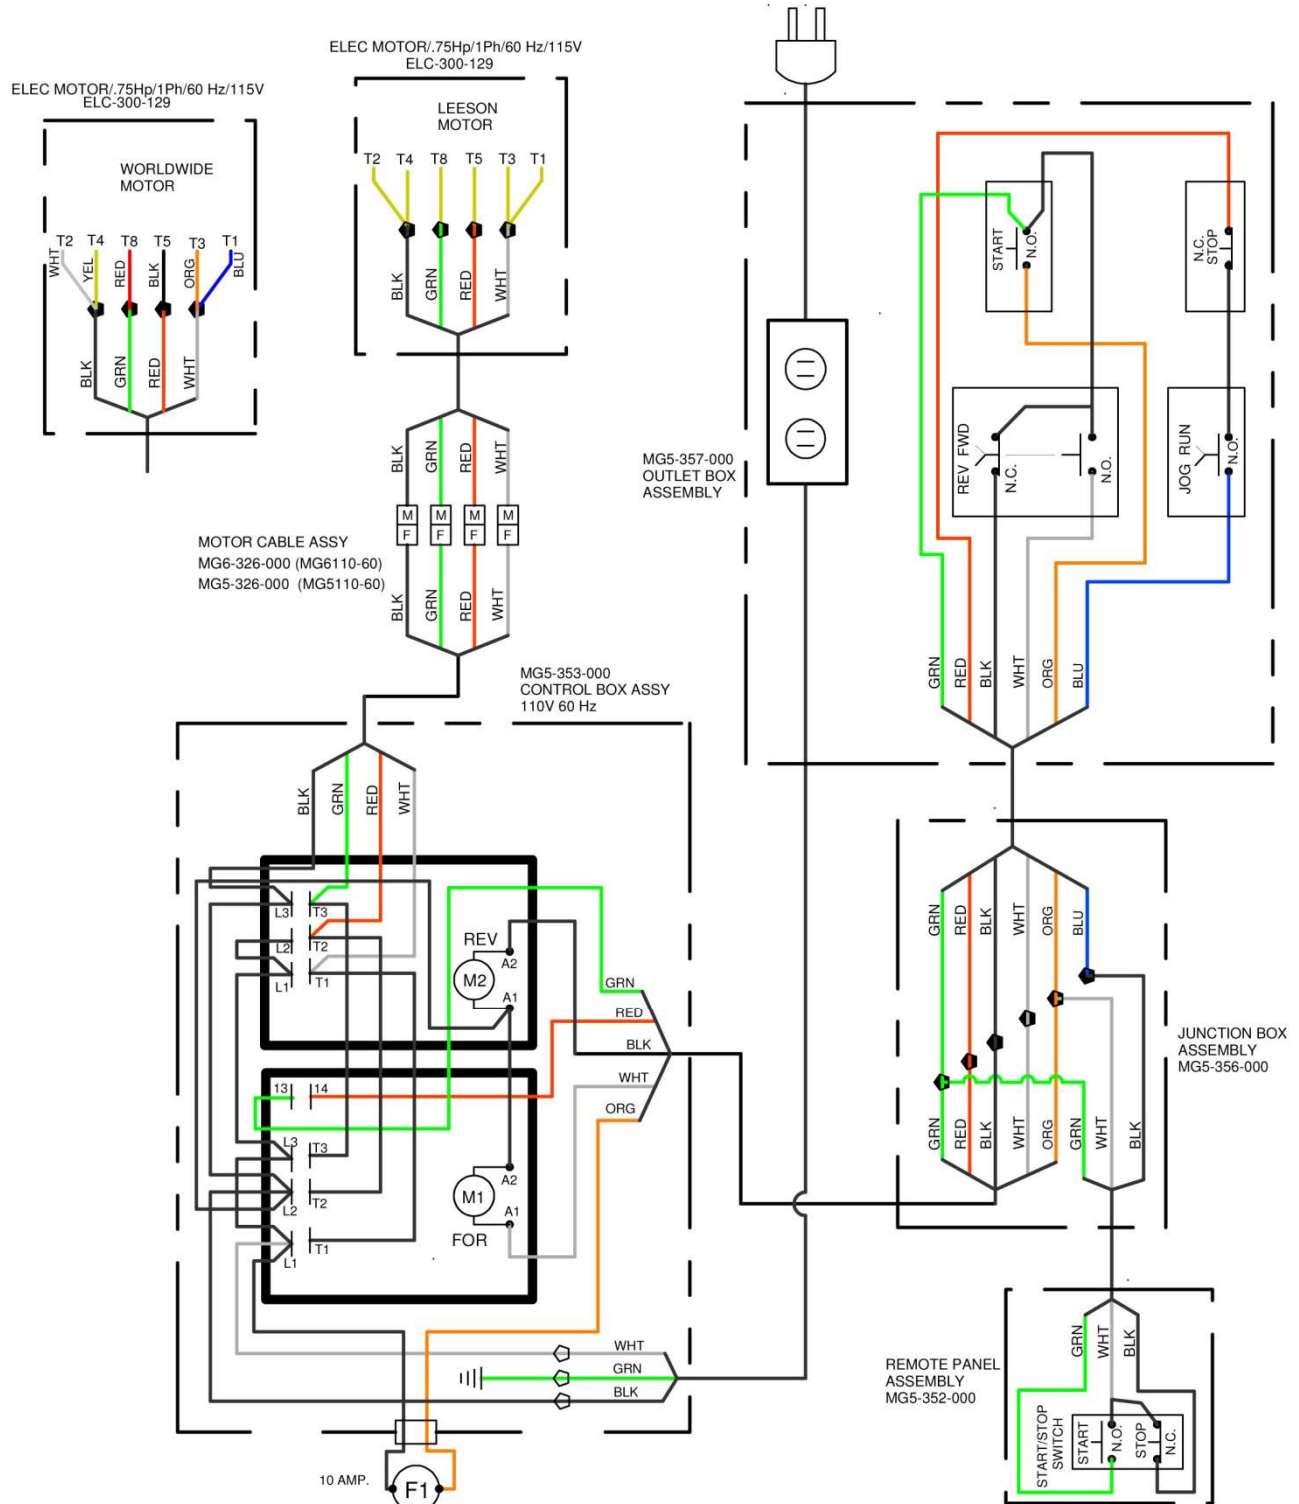 ELEC MOTOR/.75Hp/1Ph/60 Hz/115V
ELC-300-129
WORLDWIDE
MOTOR
T2 T4 T8 T5 T3 T1
WHT YEL RED BLK ORG BLU
BLK GRN RED WHT
ELEC MOTOR/.75Hp/1Ph/60 Hz/115V
ELC-300-129
LEESON
MOTOR
T2 T4 T8 T5 T3 T1
BLK GRN RED WHT
BLK GRN RED WHT
M M M M
F F F F
MOTOR CABLE ASSY
MG6-326-000 (MG6110-60)
MG5-326-000 (MG5110-60)
BLK GRN RED WHT
MG5-353-000
CONTROL BOX ASSY
110V 60 Hz
BLK GRN RED WHT
L3 T3
L2 T2
L1 T1
REV
M2
A2
A1
GRN
RED
BLK
WHT
ORG
13 14
L3 T3
L2 T2
L1 T1
M1
A2
A1
FOR
WHT
GRN
BLK
10 AMP.
F1
MG5-357-000
OUTLET BOX
ASSEMBLY
START
N.O.
N.C.
STOP
REV FWD
N.C.
N.O.
JOG RUN
N.O.
GRN RED BLK WHT ORG BLU
GRN RED BLK WHT ORG BLU
JUNCTION BOX
ASSEMBLY
MG5-356-000
GRN RED BLK WHT ORG GRN WHT BLK
GRN WHT BLK
REMOTE PANEL
ASSEMBLY
MG5-352-000
START/STOP
SWITCH
START
N.O.
STOP
N.C.